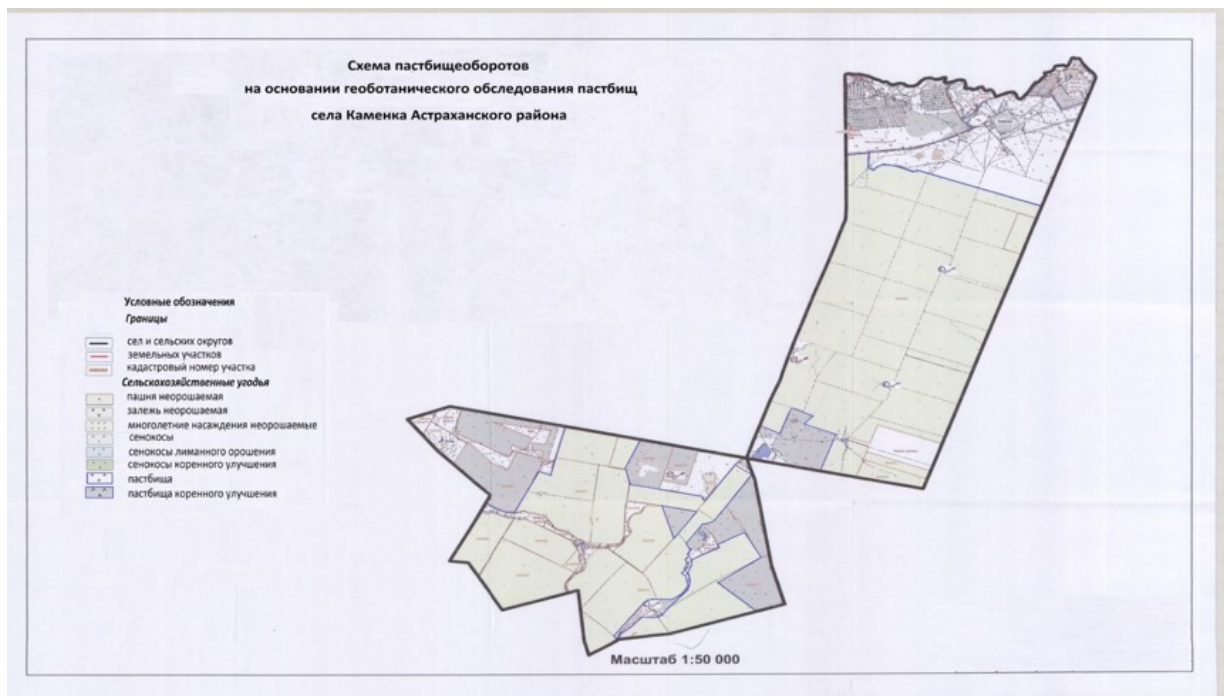 Схема пастбищеоборотов
на основании геоботанического обследования пастбищ
села Каменка Астраханского района
Условные обозначения
Границы
сел и сельских округов
земельных участков
кадастровый номер участка
Сельскохозяйственные угодья
пашня неорошаемая
залежь неорошаемая
многолетние насаждения неорошаемые
сенокосы
сенокосы лиманного орошения
сенокосы коренного улучшения
пастбища
пастбища коренного улучшения
Масштаб 1:50 000